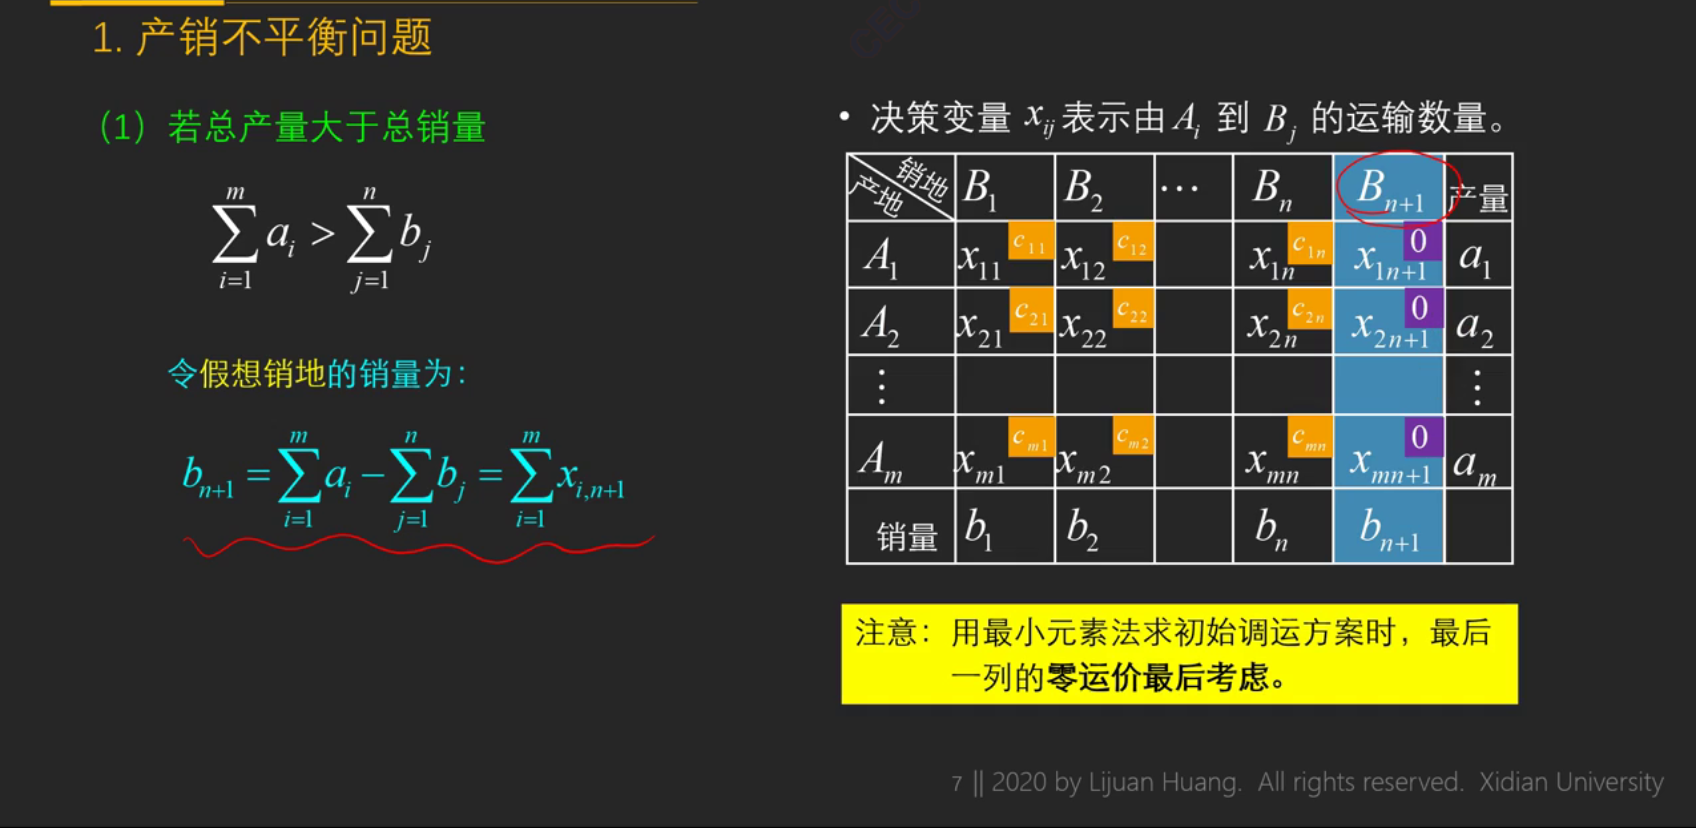 1. 产销不平衡问题
（1）若总产量大于总销量
$\sum_{i=1}^{m} a_i > \sum_{j=1}^{n} b_j$
令假想销地的销量为：
$b_{n+1} = \sum_{i=1}^{m} a_i - \sum_{j=1}^{n} b_j = \sum_{i=1}^{m} x_{i,n+1}$
• 决策变量 $x_{ij}$ 表示由 $A_i$ 到 $B_j$ 的运输数量。
销地 产地 $B_1$ $B_2$ ⋯ $B_n$ $B_{n+1}$ 产量
$A_1$ $x_{11}$ $c_{11}$ $x_{12}$ $c_{12}$ $x_{1n}$ $c_{1n}$ $x_{1n+1}$ 0 $a_1$
$A_2$ $x_{21}$ $c_{21}$ $x_{22}$ $c_{22}$ $x_{2n}$ $c_{2n}$ $x_{2n+1}$ 0 $a_2$
⋮ ⋮
$A_m$ $x_{m1}$ $c_{m1}$ $x_{m2}$ $c_{m2}$ $x_{mn}$ $c_{mn}$ $x_{mn+1}$ 0 $a_m$
销量 $b_1$ $b_2$ $b_n$ $b_{n+1}$
注意：用最小元素法求初始调运方案时，最后
一列的零运价最后考虑。
7 || 2020 by Lijuan Huang. All rights reserved. Xidian University